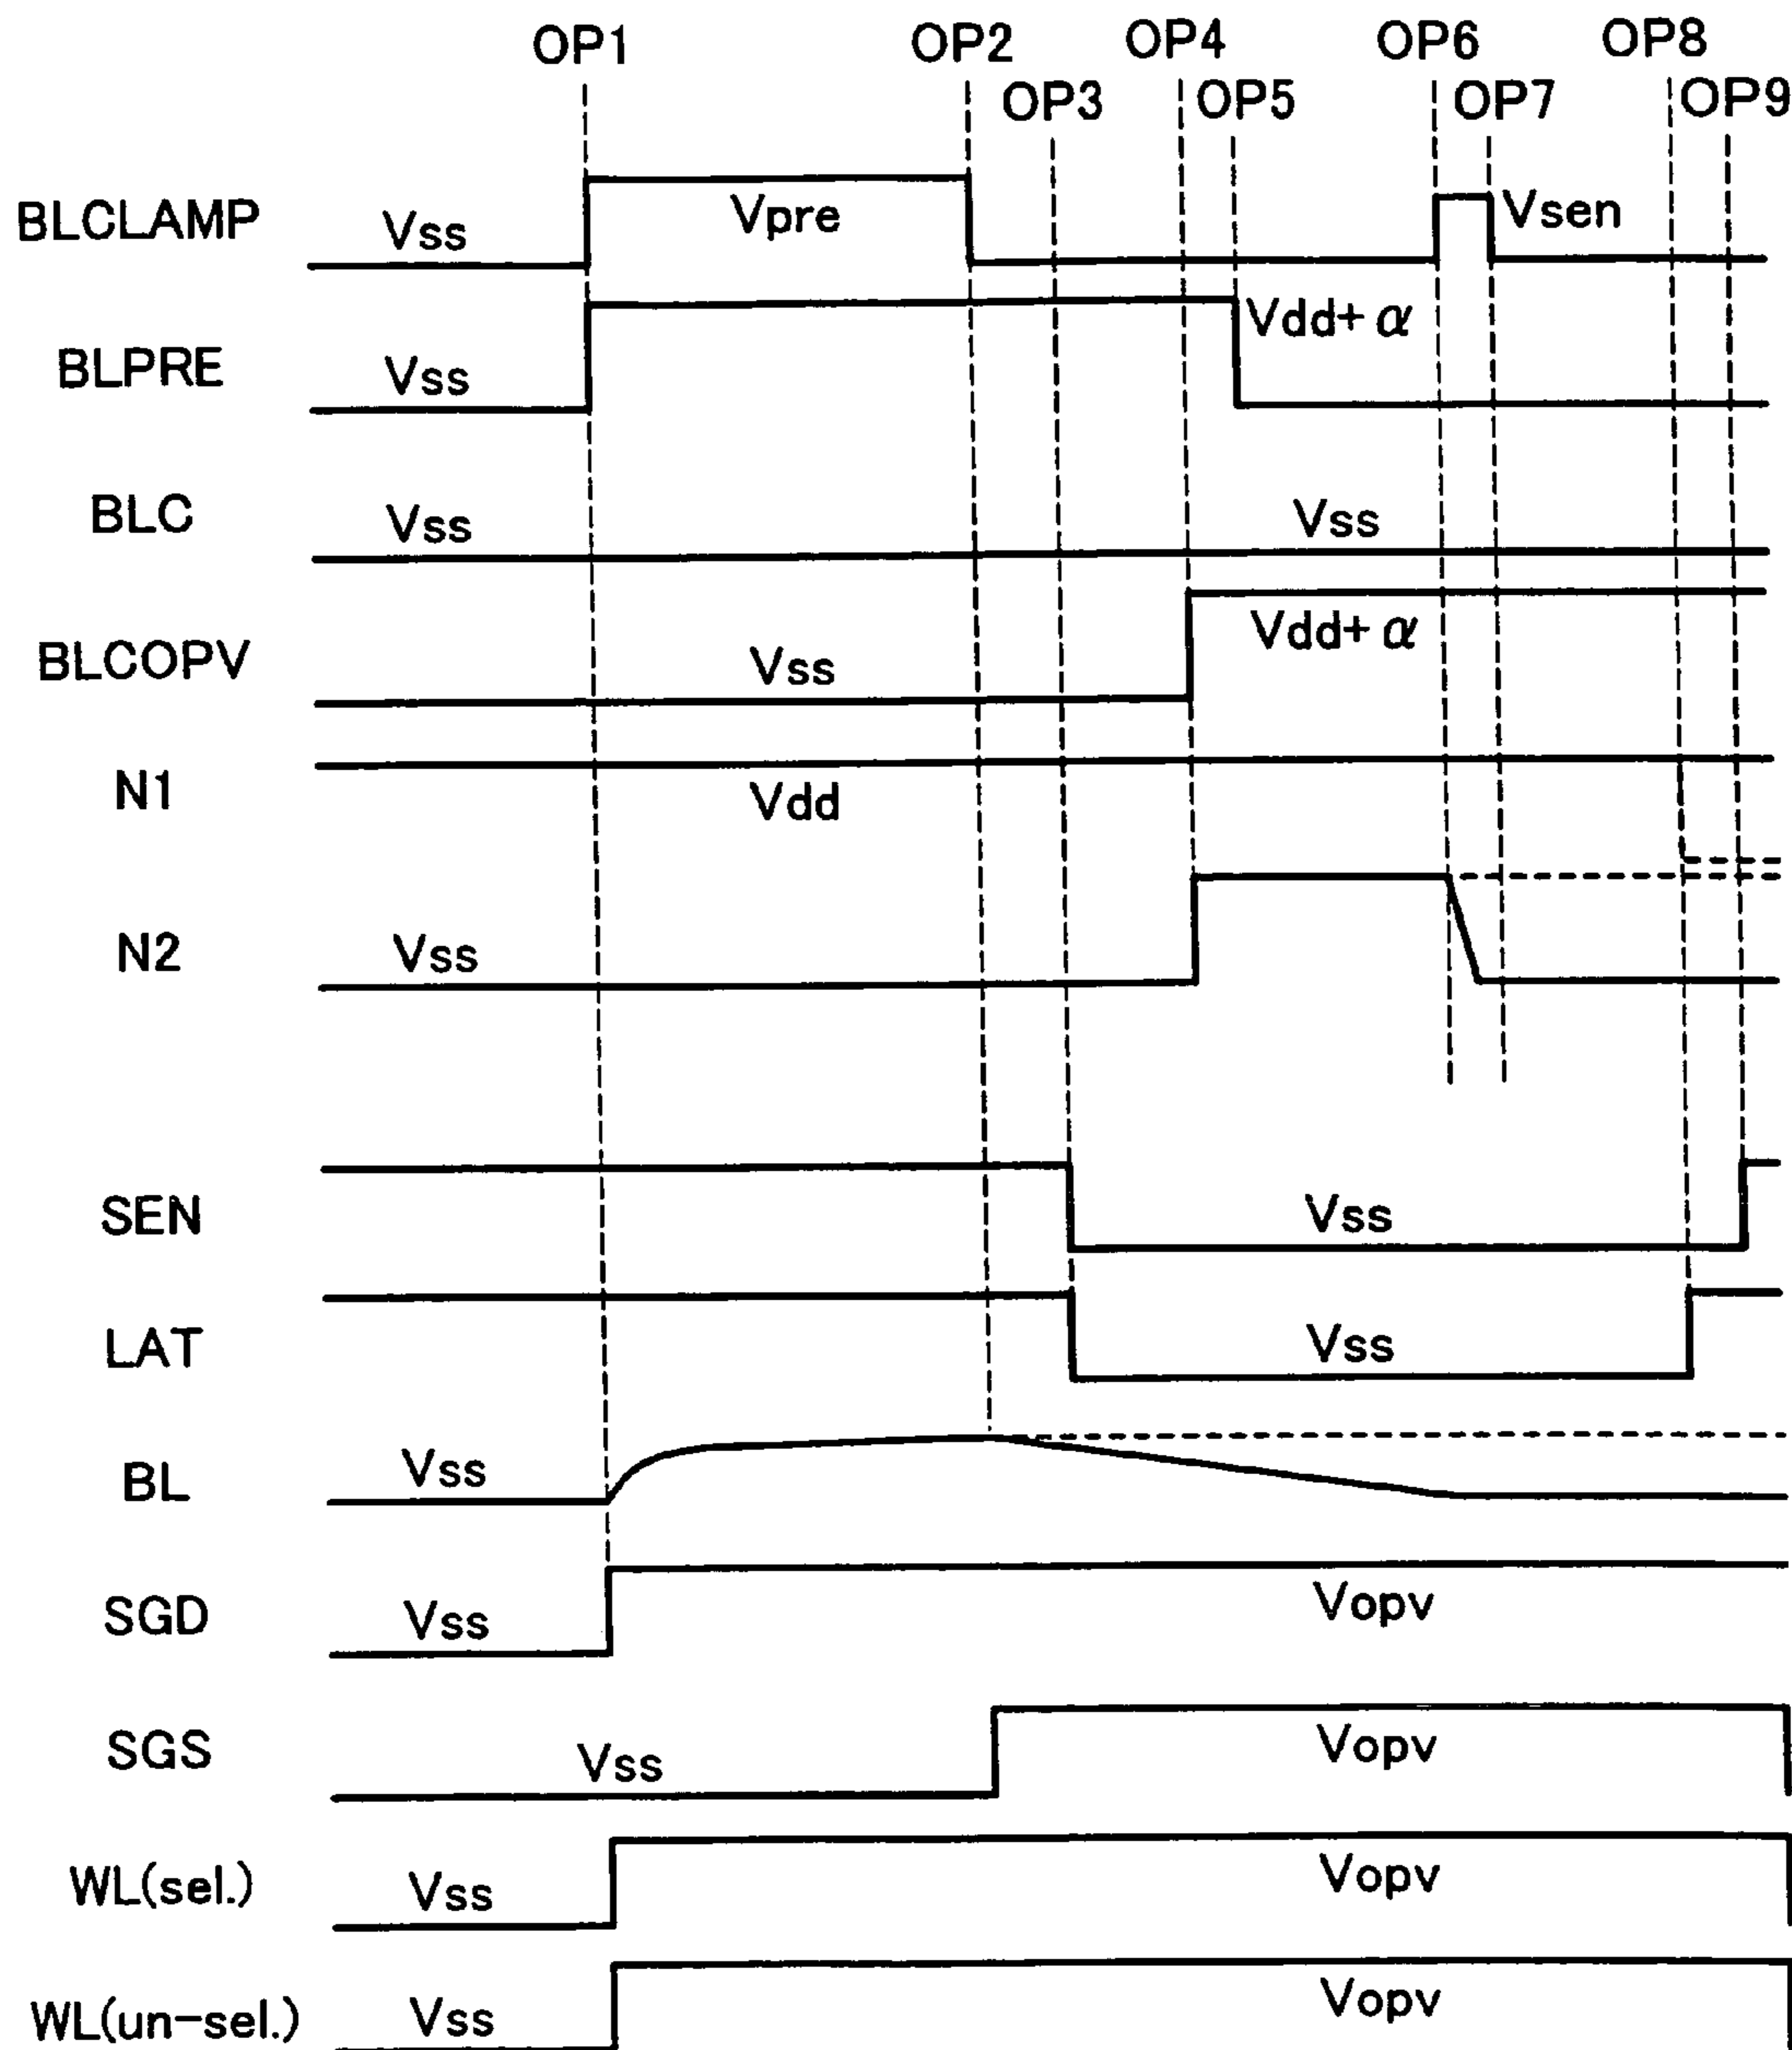 OP1
OP2
OP3
OP4
OP5
OP6
OP7
OP8
OP9
BLCLAMP Vss Vpre Vsen
BLPRE Vss Vdd+α
BLC Vss Vss
BLCOPV Vss Vdd+α
N1 Vdd
N2 Vss
SEN Vss
LAT Vss
BL Vss
SGD Vss Vopv
SGS Vss Vopv
WL(sel.) Vss Vopv
WL(un-sel.) Vss Vopv